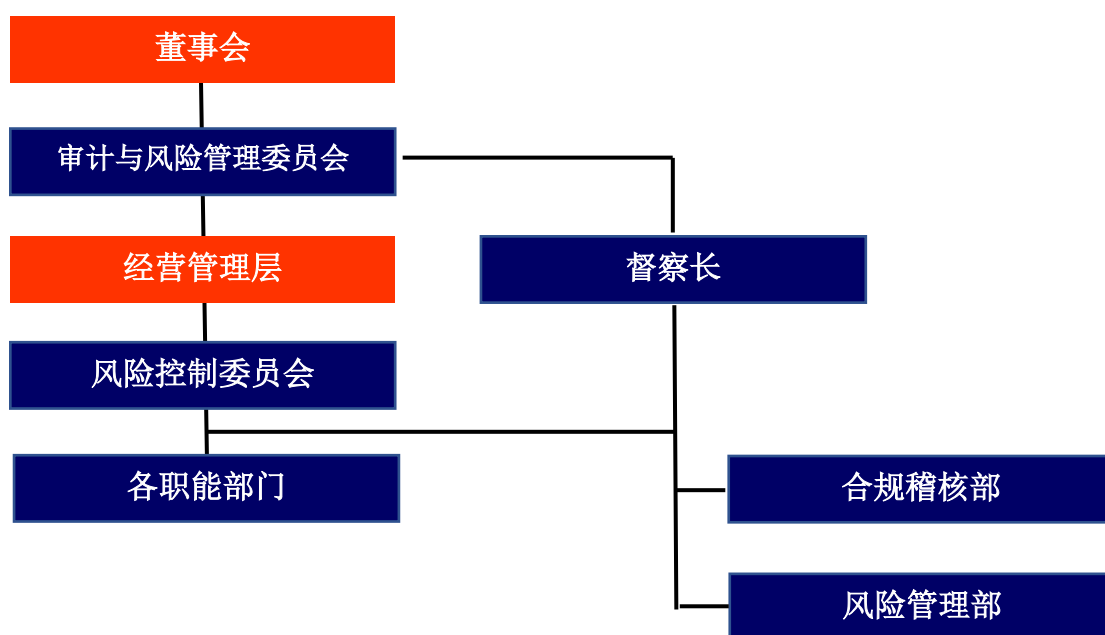 董事会
审计与风险管理委员会
经营管理层
督察长
风险控制委员会
各职能部门
合规稽核部
风险管理部